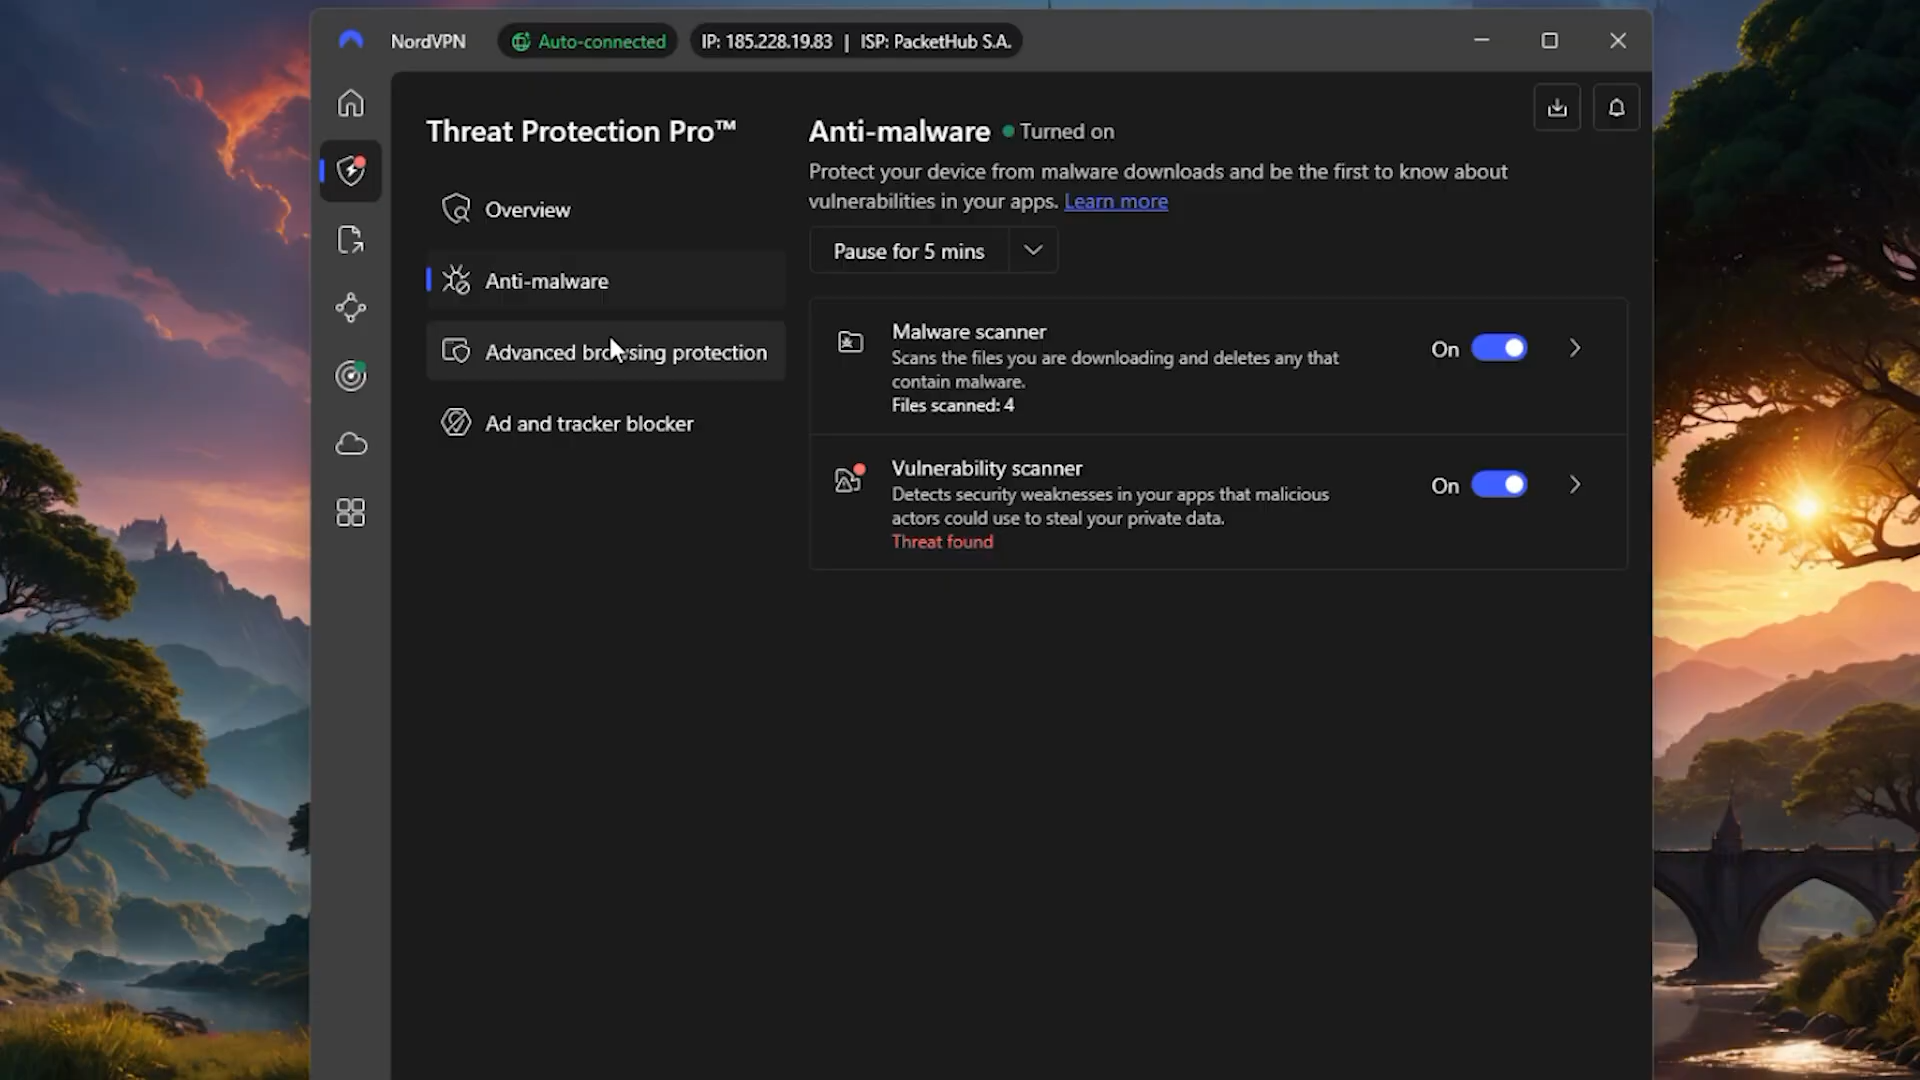 NordVPN
Auto-connected
IP: 185.228.19.83 | ISP: PacketHub S.A.
Threat Protection Pro™
Overview
Anti-malware
Advanced browsing protection
Ad and tracker blocker
Anti-malware
Turned on
Protect your device from malware downloads and be the first to know about
vulnerabilities in your apps. Learn more
Pause for 5 mins
Malware scanner
Scans the files you are downloading and deletes any that
contain malware.
Files scanned: 4
On
Vulnerability scanner
Detects security weaknesses in your apps that malicious
actors could use to steal your private data.
Threat found
On